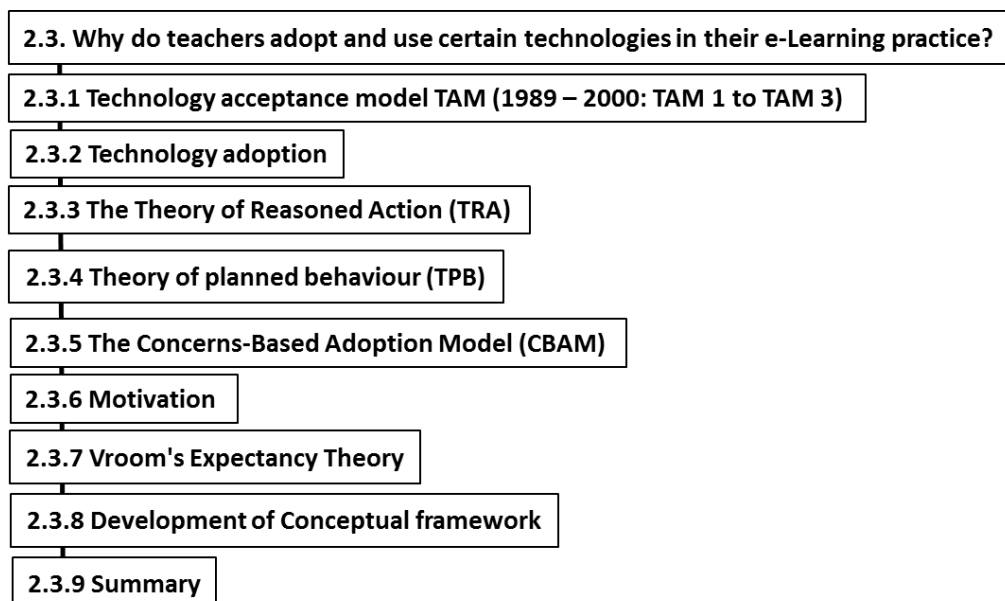 2.3. Why do teachers adopt and use certain technologies in their e-Learning practice?
2.3.1 Technology acceptance model TAM (1989 – 2000: TAM 1 to TAM 3)
2.3.2 Technology adoption
2.3.3 The Theory of Reasoned Action (TRA)
2.3.4 Theory of planned behaviour (TPB)
2.3.5 The Concerns-Based Adoption Model (CBAM)
2.3.6 Motivation
2.3.7 Vroom's Expectancy Theory
2.3.8 Development of Conceptual framework
2.3.9 Summary